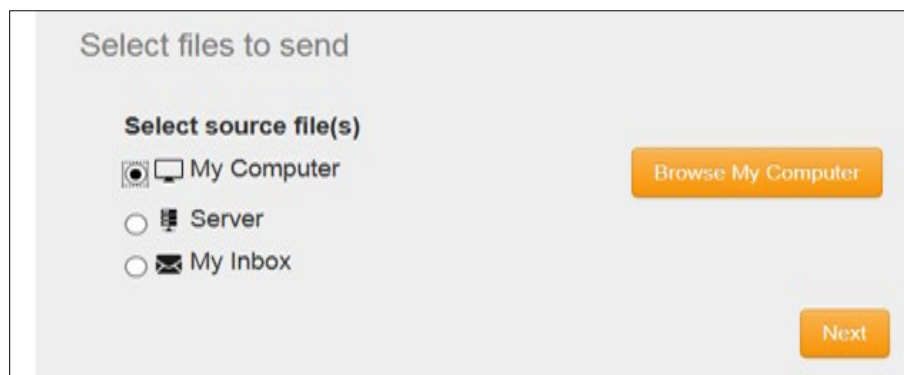 Select files to send
Select source file(s)
My Computer
Browse My Computer
Server
My Inbox
Next